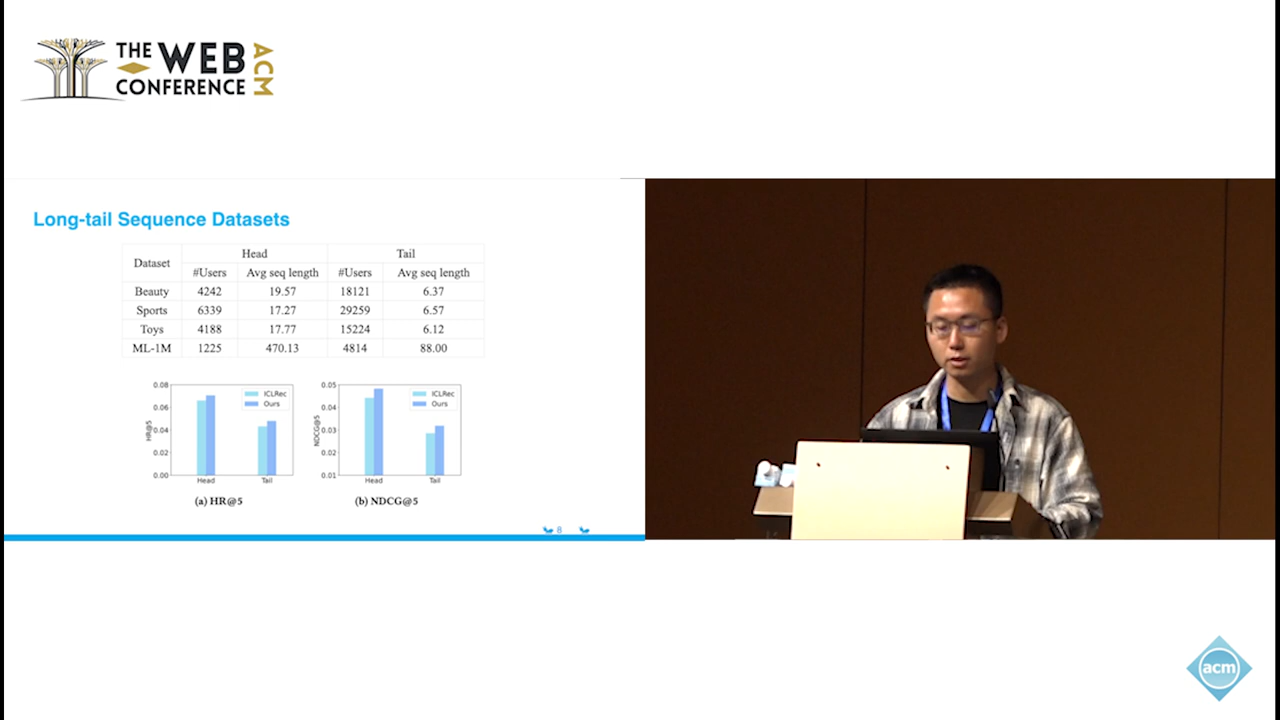 THE WEB
CONFERENCE
ACM
Long-tail Sequence Datasets
Dataset Head Tail
#Users Avg seq length #Users Avg seq length
Beauty 4242 19.57 18121 6.37
Sports 6339 17.27 29259 6.57
Toys 4188 17.77 15224 6.12
ML-1M 1225 470.13 4814 88.00
0.08
0.06
0.04
0.02
0.00
HR@5
ICLRec
Ours
Head Tail
(a) HR@5
0.05
0.04
0.03
0.02
0.01
NDCG@5
ICLRec
Ours
Head Tail
(b) NDCG@5
8
acm